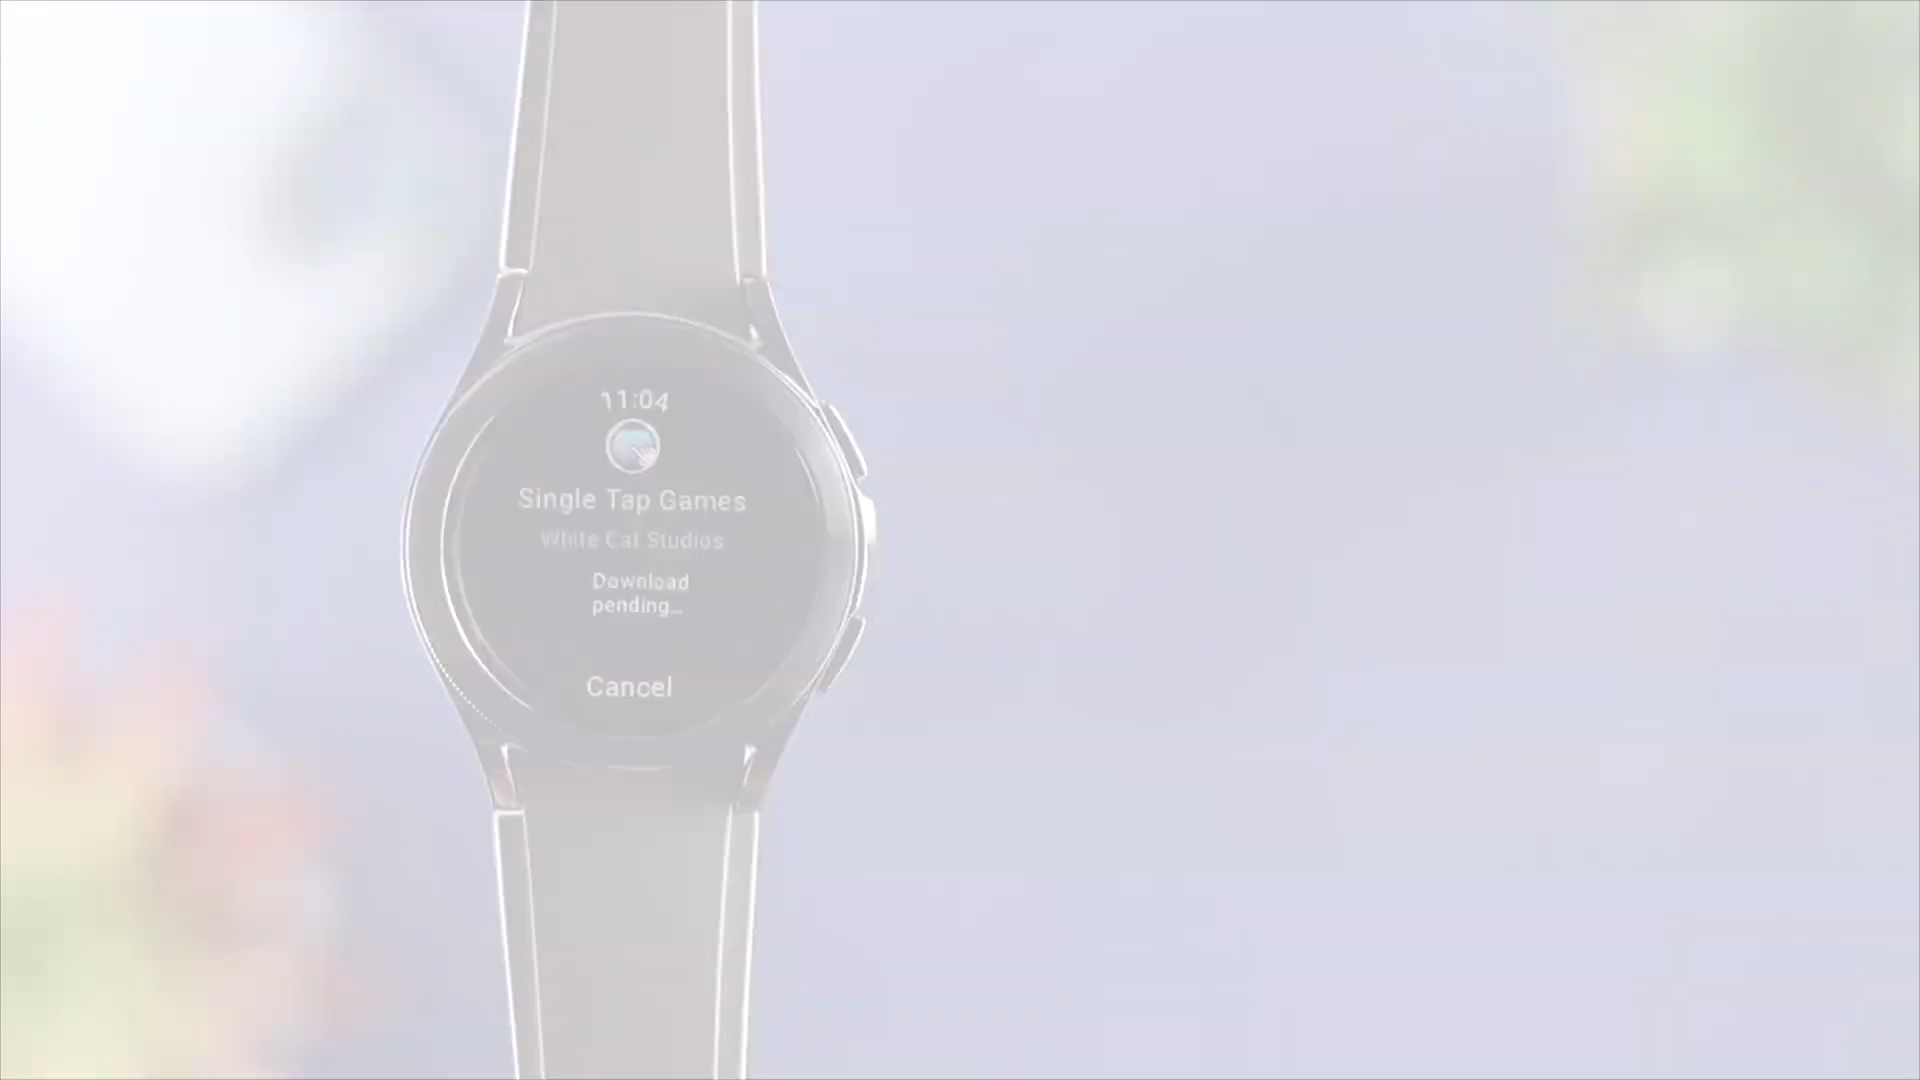 11:04
Single Tap Games
White Cat Studios
Download
pending...
Cancel